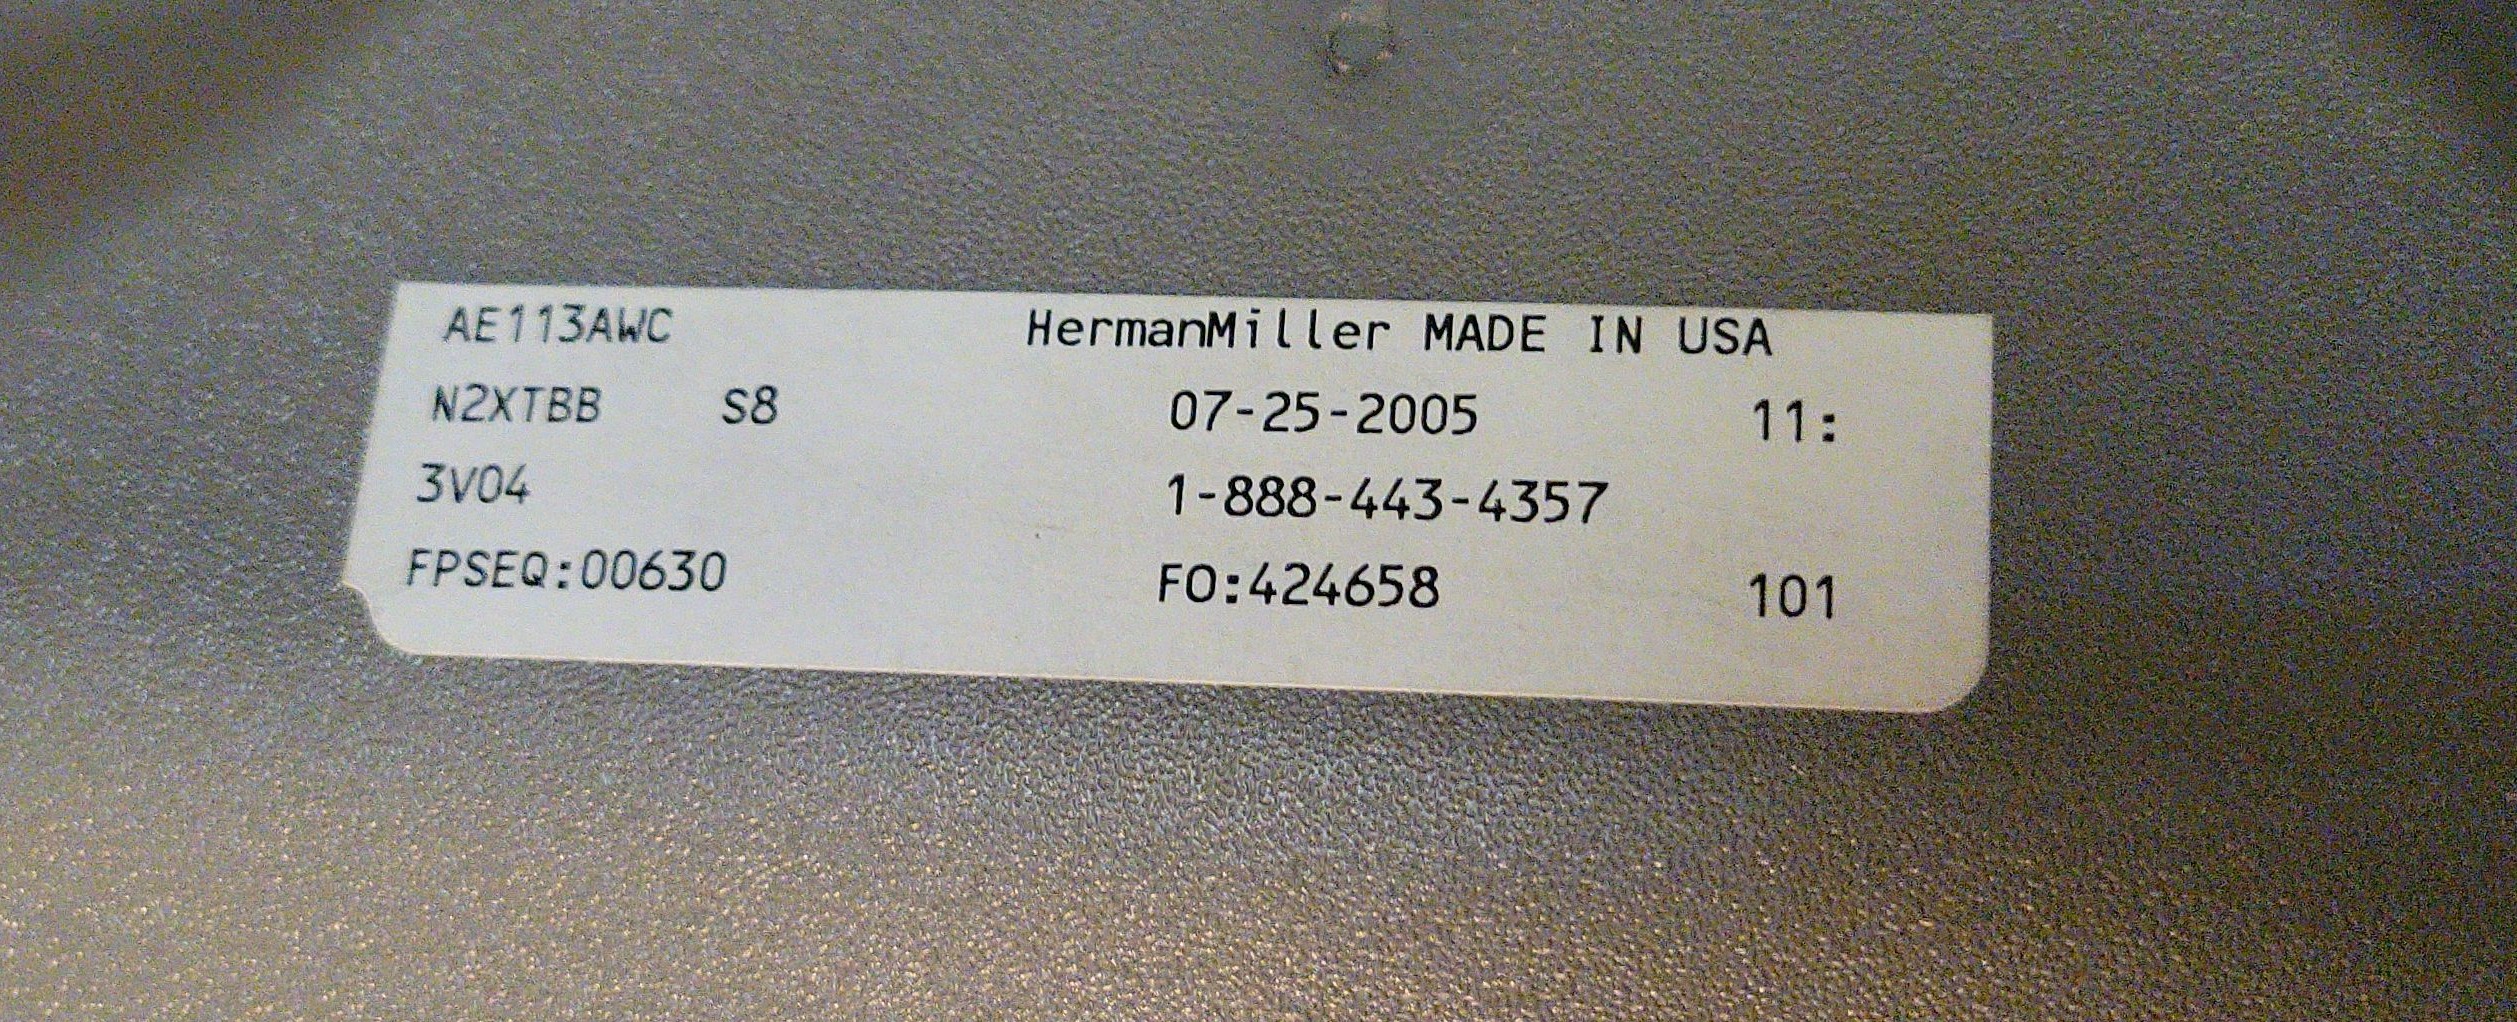 AE113AWC HermanMiller MADE IN USA
N2XTBB S8 07-25-2005 11:
3V04 1-888-443-4357
FPSEQ:00630 FO:424658 101